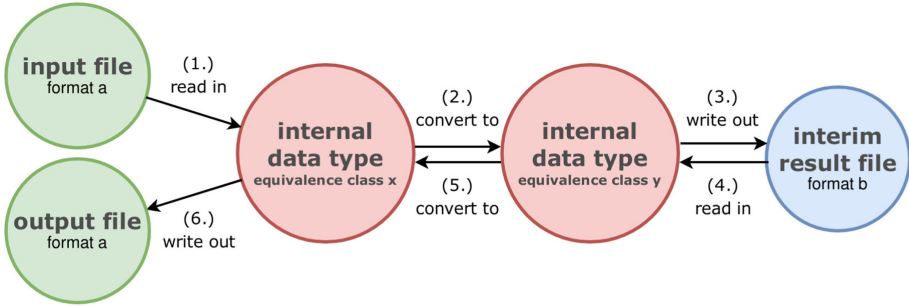 input file
format a
(1.)
read in
internal
data type
equivalence class x
(2.)
convert to
(5.)
convert to
internal
data type
equivalence class y
(3.)
write out
(4.)
read in
interim
result file
format b
output file
format a
(6.)
write out